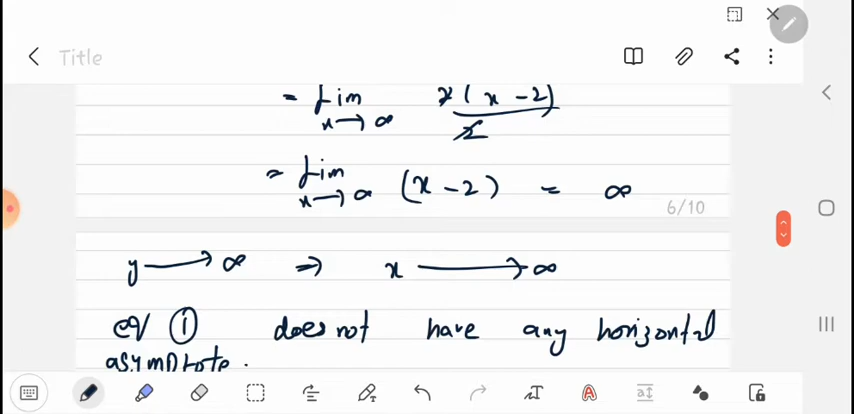 Title
= Lim x→∞ x(x-2)/x
= Lim x→∞ (x-2) = ∞
6/10
y → ∞ ⇒ x → ∞
eq ① does not have any horizontal
asymptote.